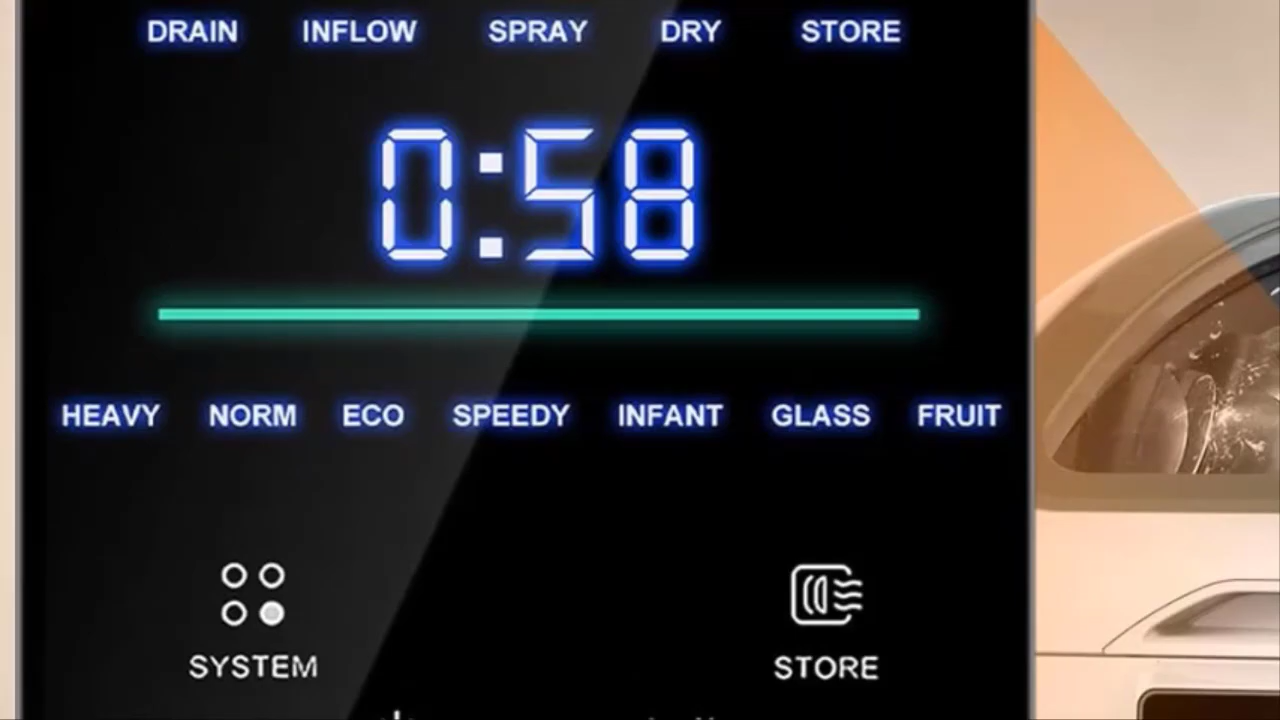 DRAIN INFLOW SPRAY DRY STORE
0:58
HEAVY NORM ECO SPEEDY INFANT GLASS FRUIT
SYSTEM STORE